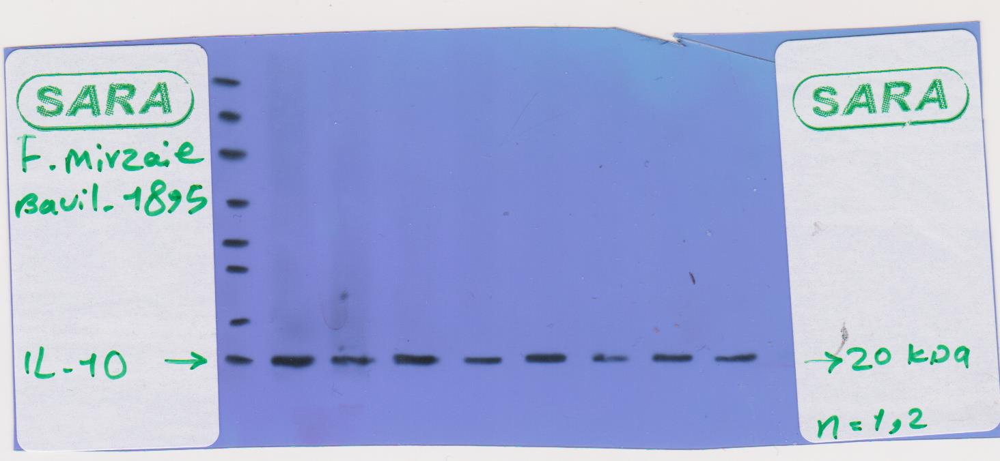 SARA
F. Mirzaie
Bavil-1895
IL-10 →
SARA
→20 KDa
n=1,2